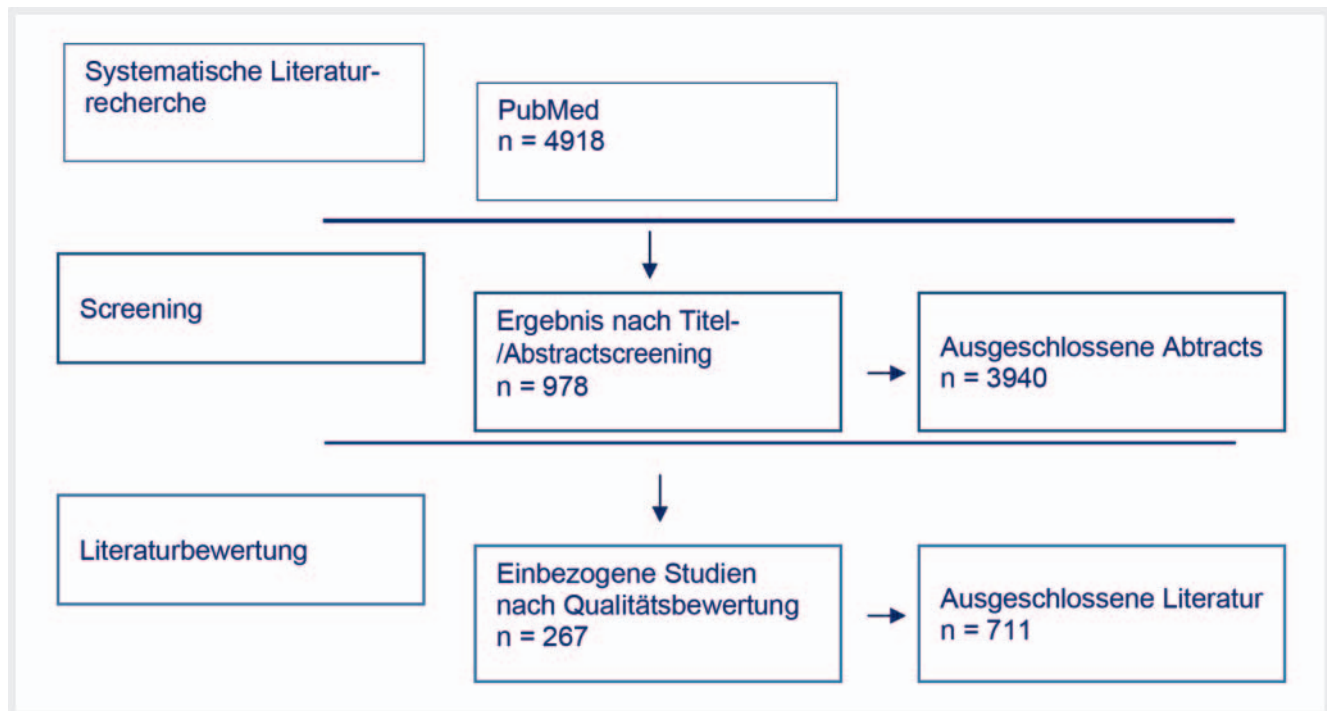 Systematische Literatur-
recherche
PubMed
n = 4918
Screening
Ergebnis nach Titel-
/Abstractscreening
n = 978
Ausgeschlossene Abtracts
n = 3940
Literaturbewertung
Einbezogene Studien
nach Qualitätsbewertung
n = 267
Ausgeschlossene Literatur
n = 711